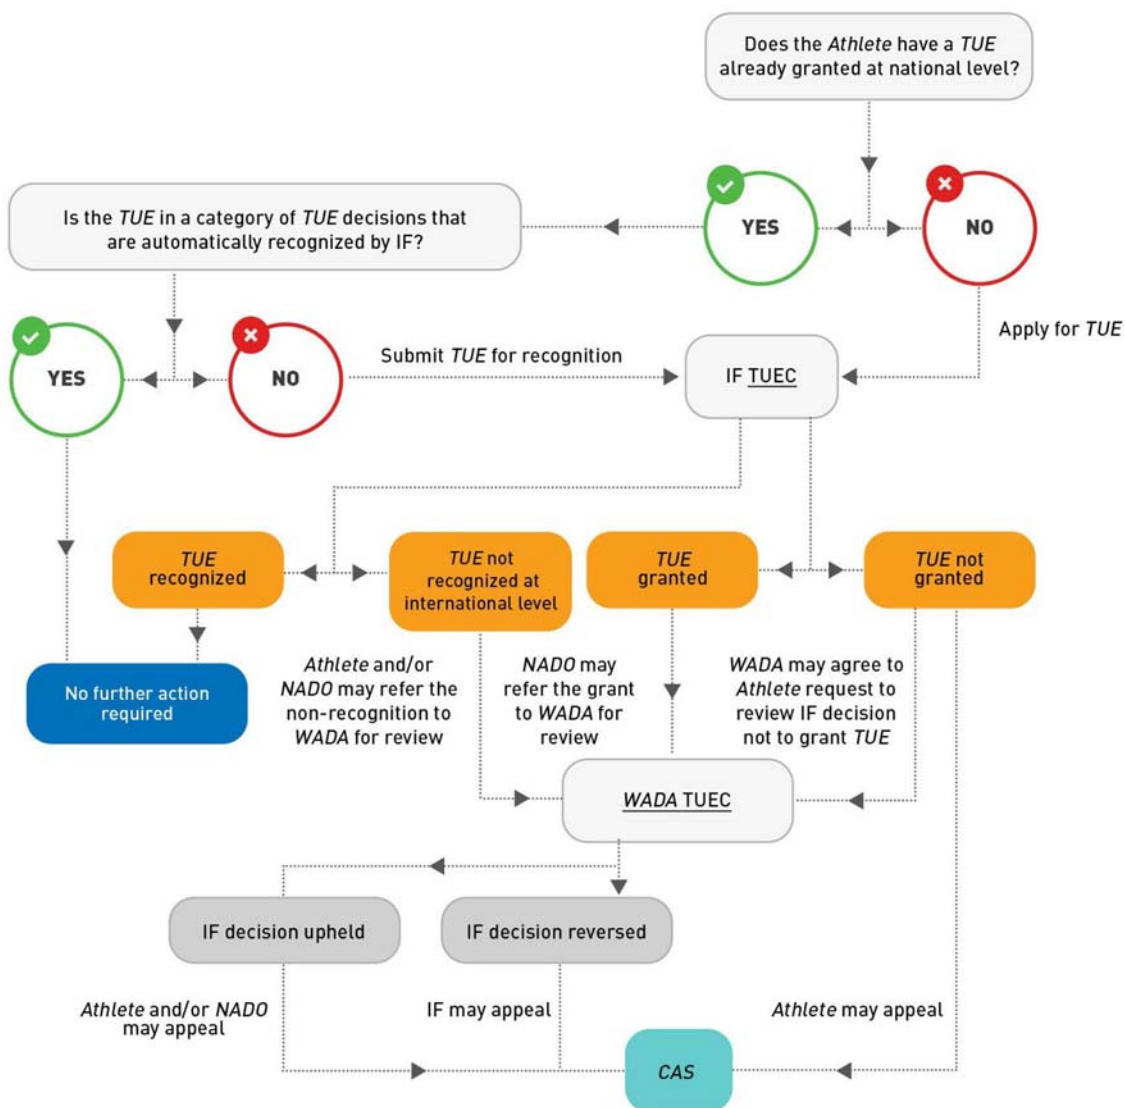 Does the Athlete have a TUE
already granted at national level?
YES
NO
Is the TUE in a category of TUE decisions that
are automatically recognized by IF?
YES
NO
Submit TUE for recognition
IF TUEC
Apply for TUE
TUE
recognized
TUE not
recognized at
international level
TUE
granted
TUE not
granted
No further action
required
Athlete and/or
NADO may refer the
non-recognition to
WADA for review
NADO may
refer the grant
to WADA for
review
WADA may agree to
Athlete request to
review IF decision
not to grant TUE
WADA TUEC
IF decision upheld
IF decision reversed
Athlete and/or NADO
may appeal
IF may appeal
Athlete may appeal
CAS